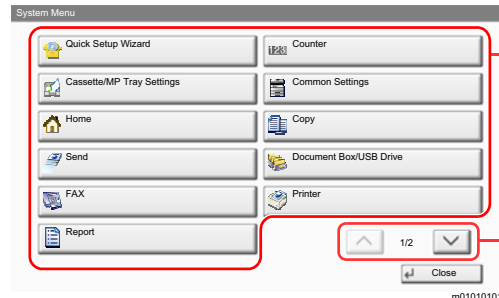 System Menu
Quick Setup Wizard
123 Counter
Cassette/MP Tray Settings
Common Settings
Home
Copy
Send
Document Box/USB Drive
FAX
Printer
Report
1/2
Close